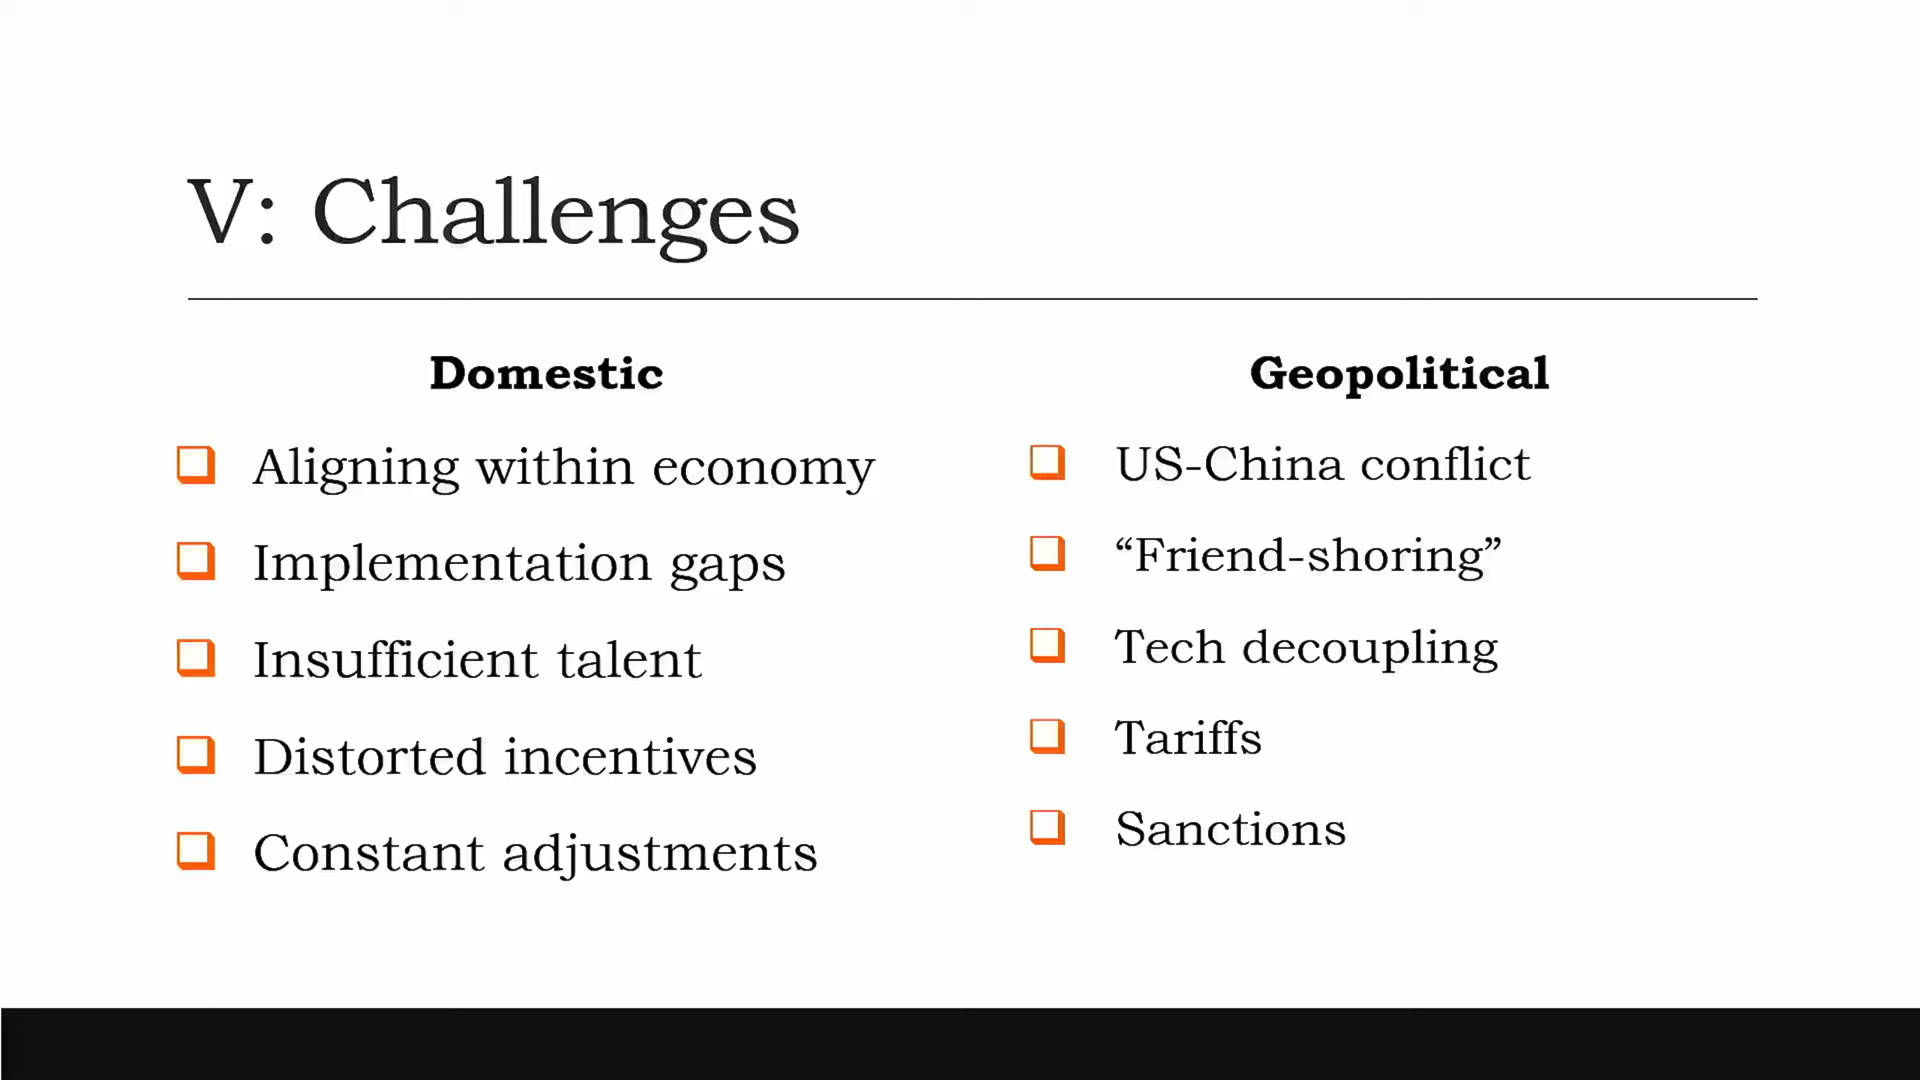 V: Challenges
Domestic
Aligning within economy
Implementation gaps
Insufficient talent
Distorted incentives
Constant adjustments
Geopolitical
US-China conflict
“Friend-shoring”
Tech decoupling
Tariffs
Sanctions